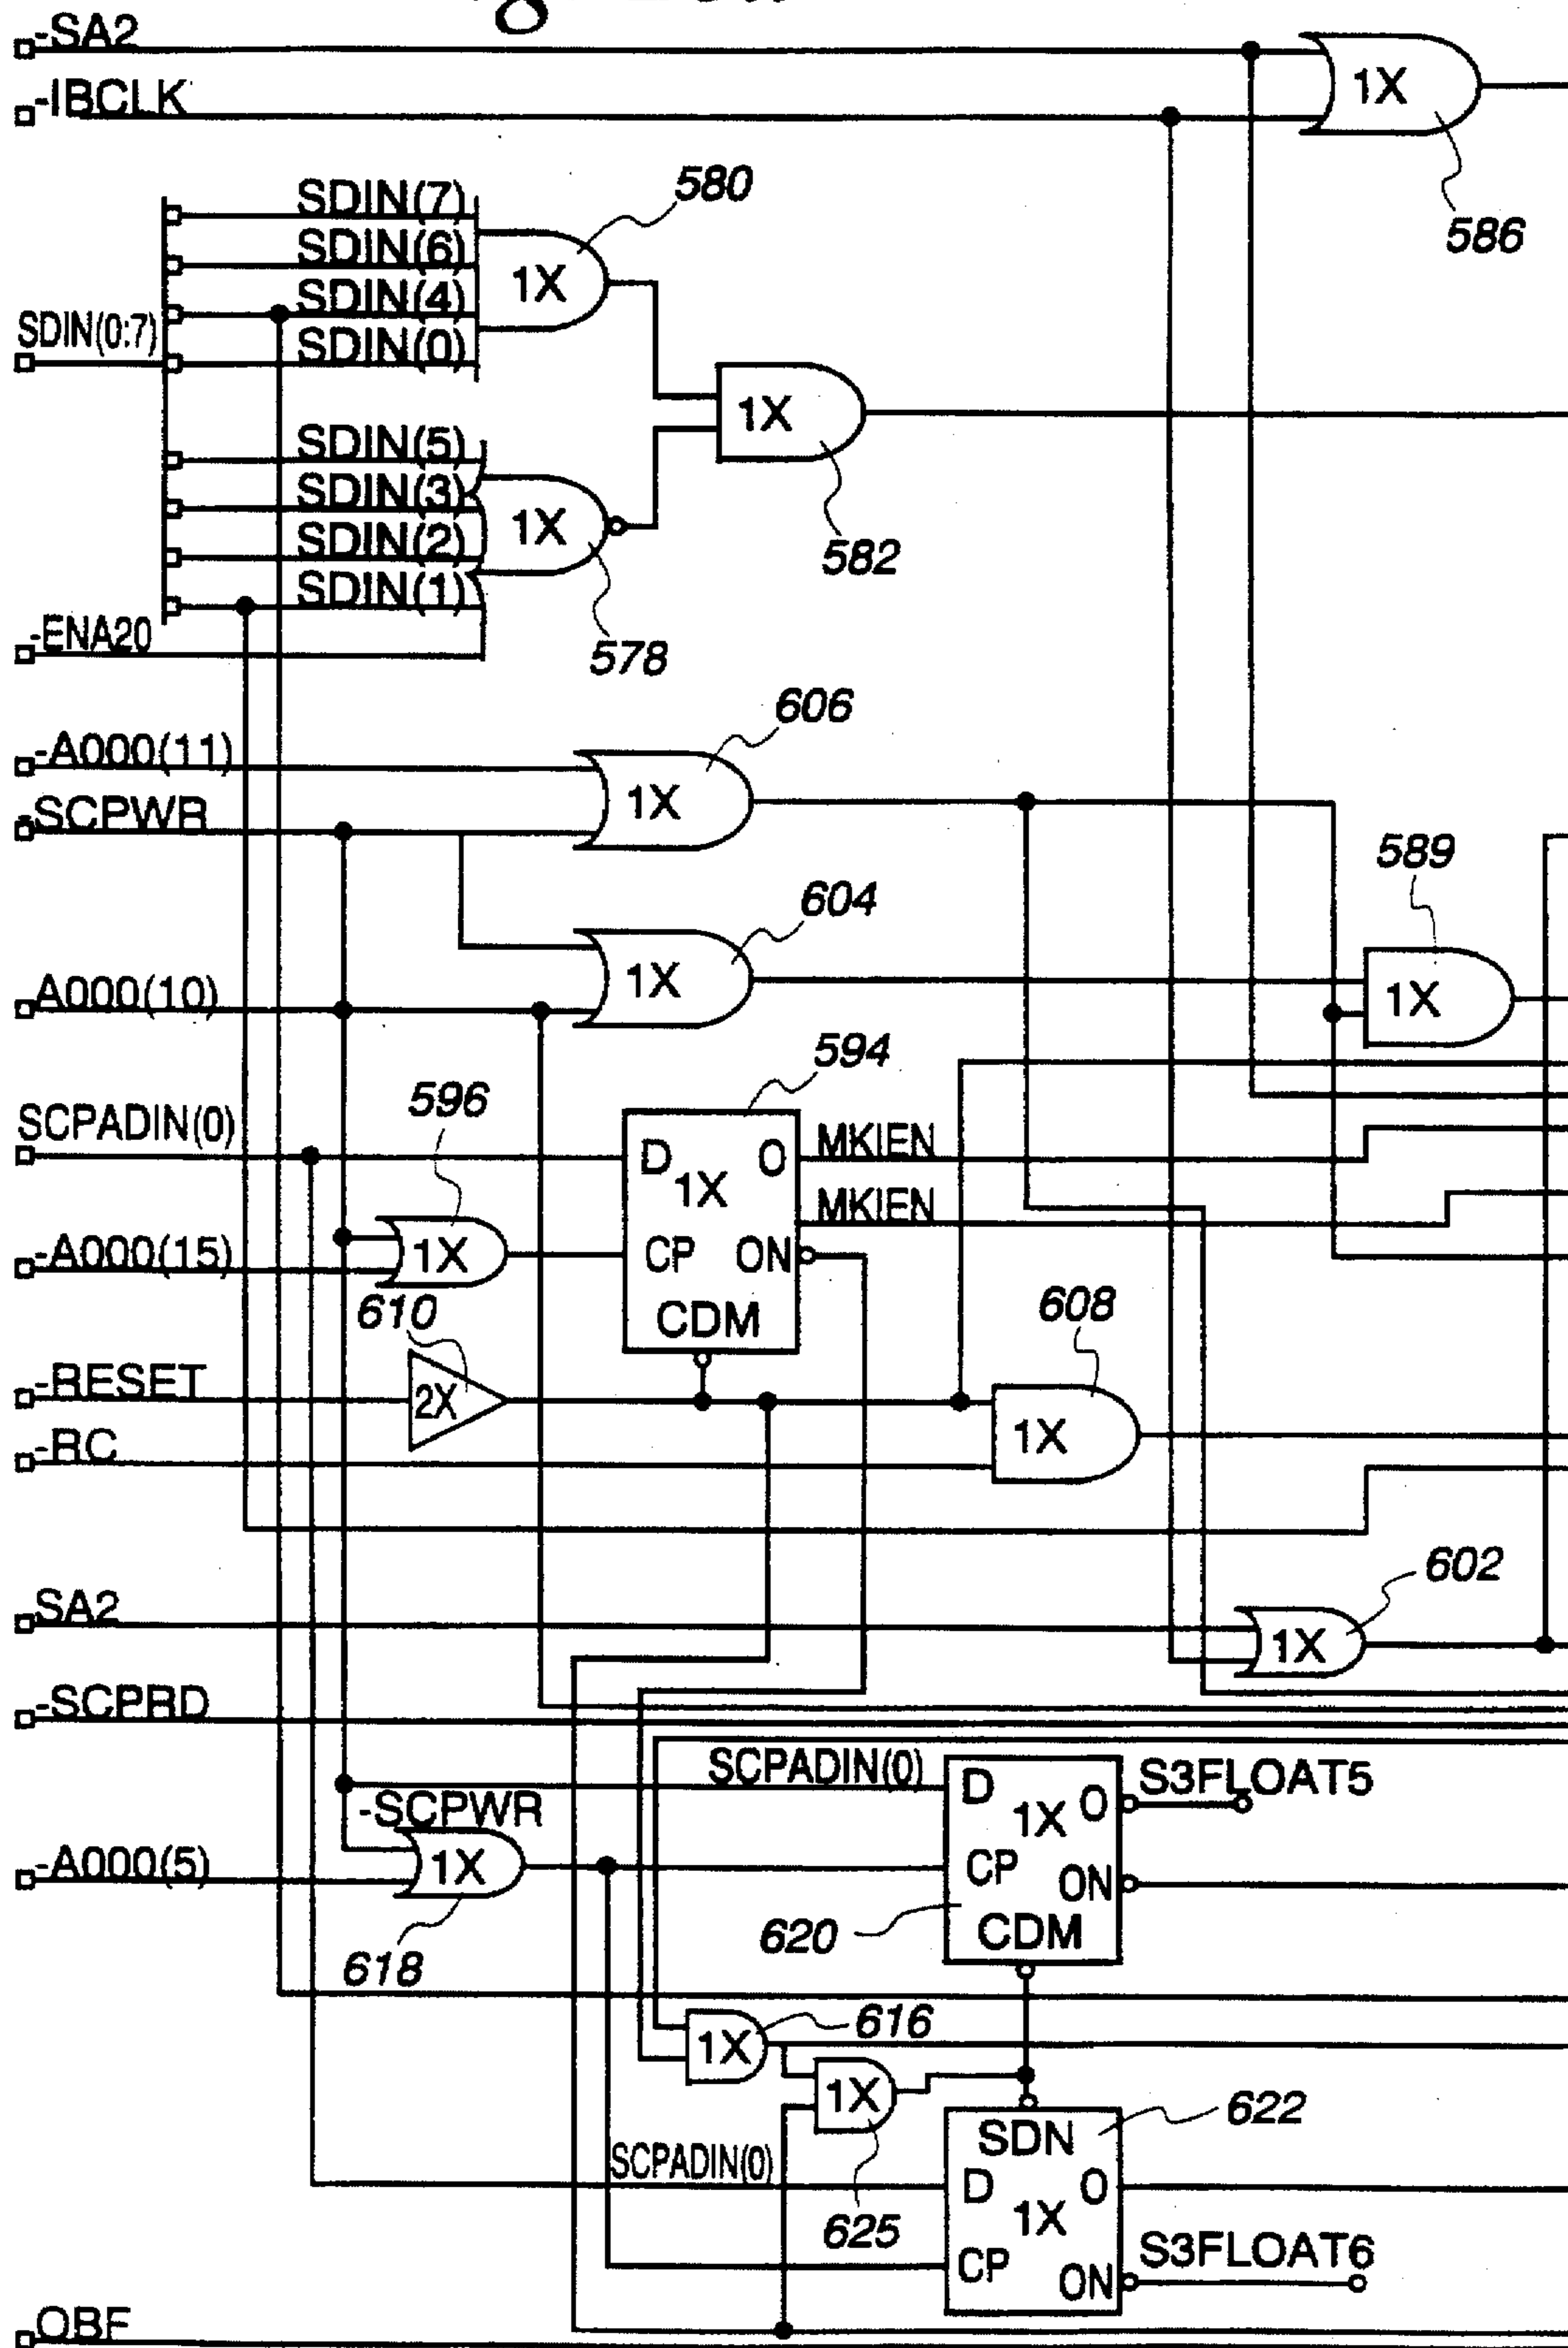 -SA2
1X
-IBCLK
586
580
SDIN(7)
SDIN(6)
1X
SDIN(4)
SDIN(0:7)
SDIN(0)
1X
SDIN(5)
SDIN(3)
1X
SDIN(2)
582
SDIN(1)
-ENA20
578
606
-A000(11)
1X
-SCPWR
589
604
1X
A000(10)
1X
594
596
SCPADIN(0)
D
O
MKIEN
1X
MKIEN
-A000(15)
1X
CP
ON
610
CDM
608
-RESET
2X
1X
-RC
602
SA2
1X
-SCPRD
SCPADIN(0)
D
O
S3FLOAT5
1X
-SCPWR
-A000(5)
1X
CP
ON
620
CDM
618
616
1X
1X
622
SDN
SCPADIN(0)
D
O
1X
625
CP
ON
S3FLOAT6
OBF